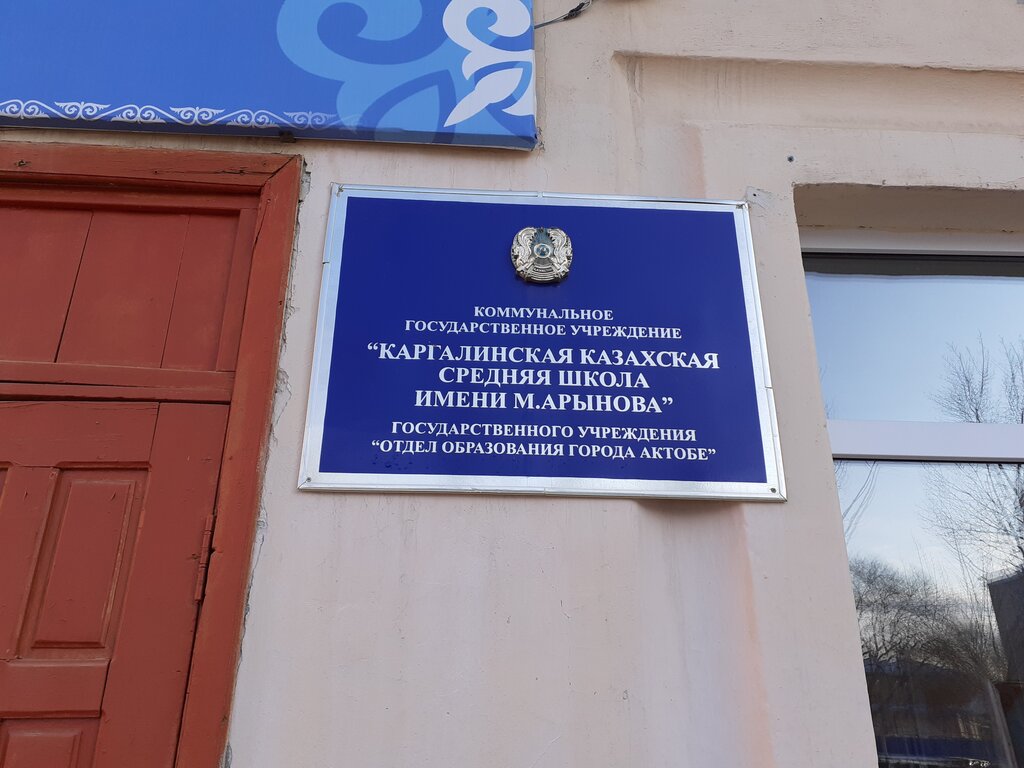 КОММУНАЛЬНОЕ
ГОСУДАРСТВЕННОЕ УЧРЕЖДЕНИЕ
“КАРГАЛИНСКАЯ КАЗАХСКАЯ
СРЕДНЯЯ ШКОЛА
ИМЕНИ М.АРЫНОВА”
ГОСУДАРСТВЕННОГО УЧРЕЖДЕНИЯ
“ОТДЕЛ ОБРАЗОВАНИЯ ГОРОДА АКТОБЕ”